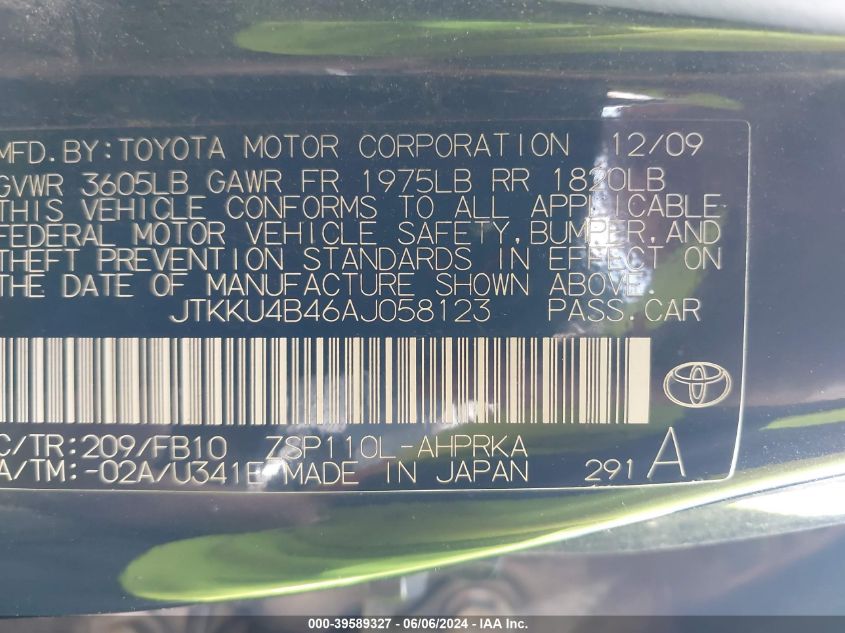 MFD. BY: TOYOTA MOTOR CORPORATION 12/09
GVWR 3605LB GAWR FR 1975LB RR 1820LB
THIS VEHICLE CONFORMS TO ALL APPLICABLE
FEDERAL MOTOR VEHICLE SAFETY, BUMPER, AND
THEFT PREVENTION STANDARDS IN EFFECT ON
THE DATE OF MANUFACTURE SHOWN ABOVE.
JTKKU4B46AJ058123 PASS. CAR
C/TR: 209/FB10 ZSP110L-AHPRKA
A/TM: -02A/U341E MADE IN JAPAN 291 A
000-39589327 - 06/06/2024 - IAA, Inc.